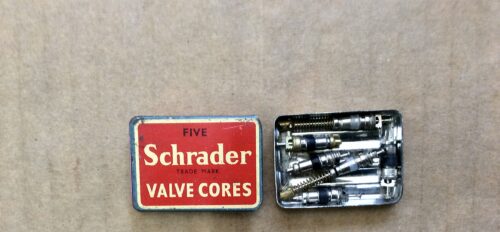 FIVE
Schrader
TRADE MARK
VALVE CORES